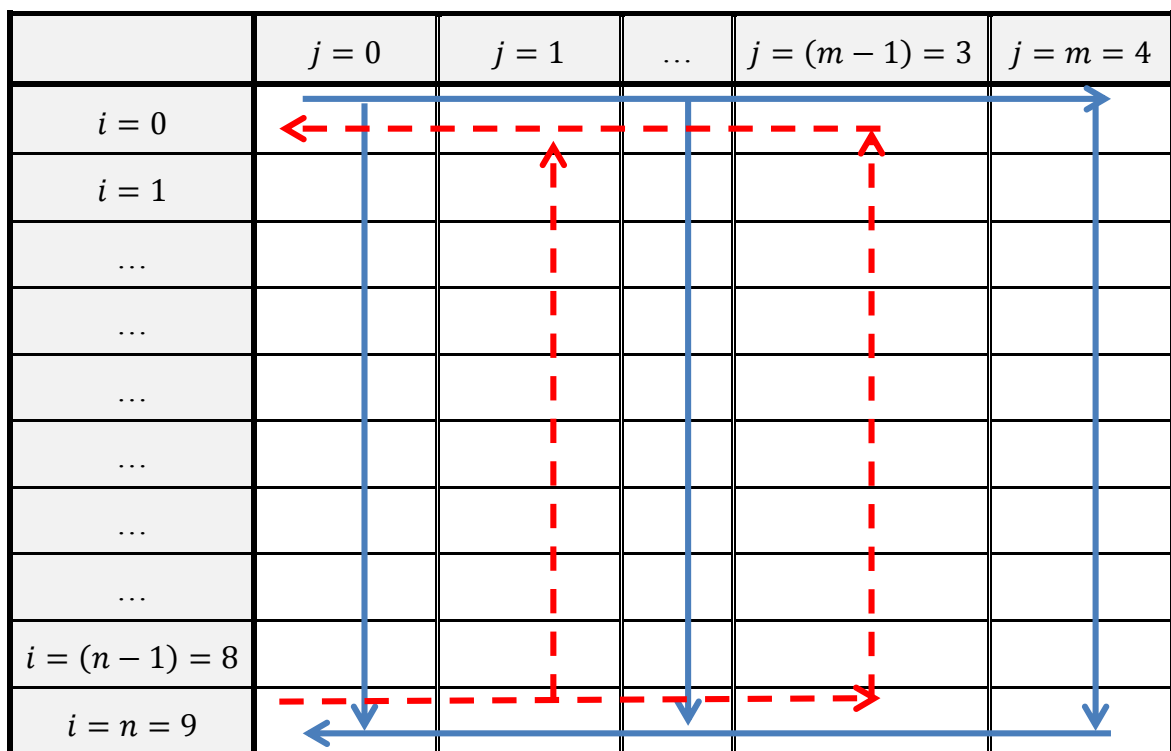 j = 0 j = 1 … j = (m − 1) = 3 j = m = 4
i = 0
i = 1
…
…
…
…
…
…
i = (n − 1) = 8
i = n = 9